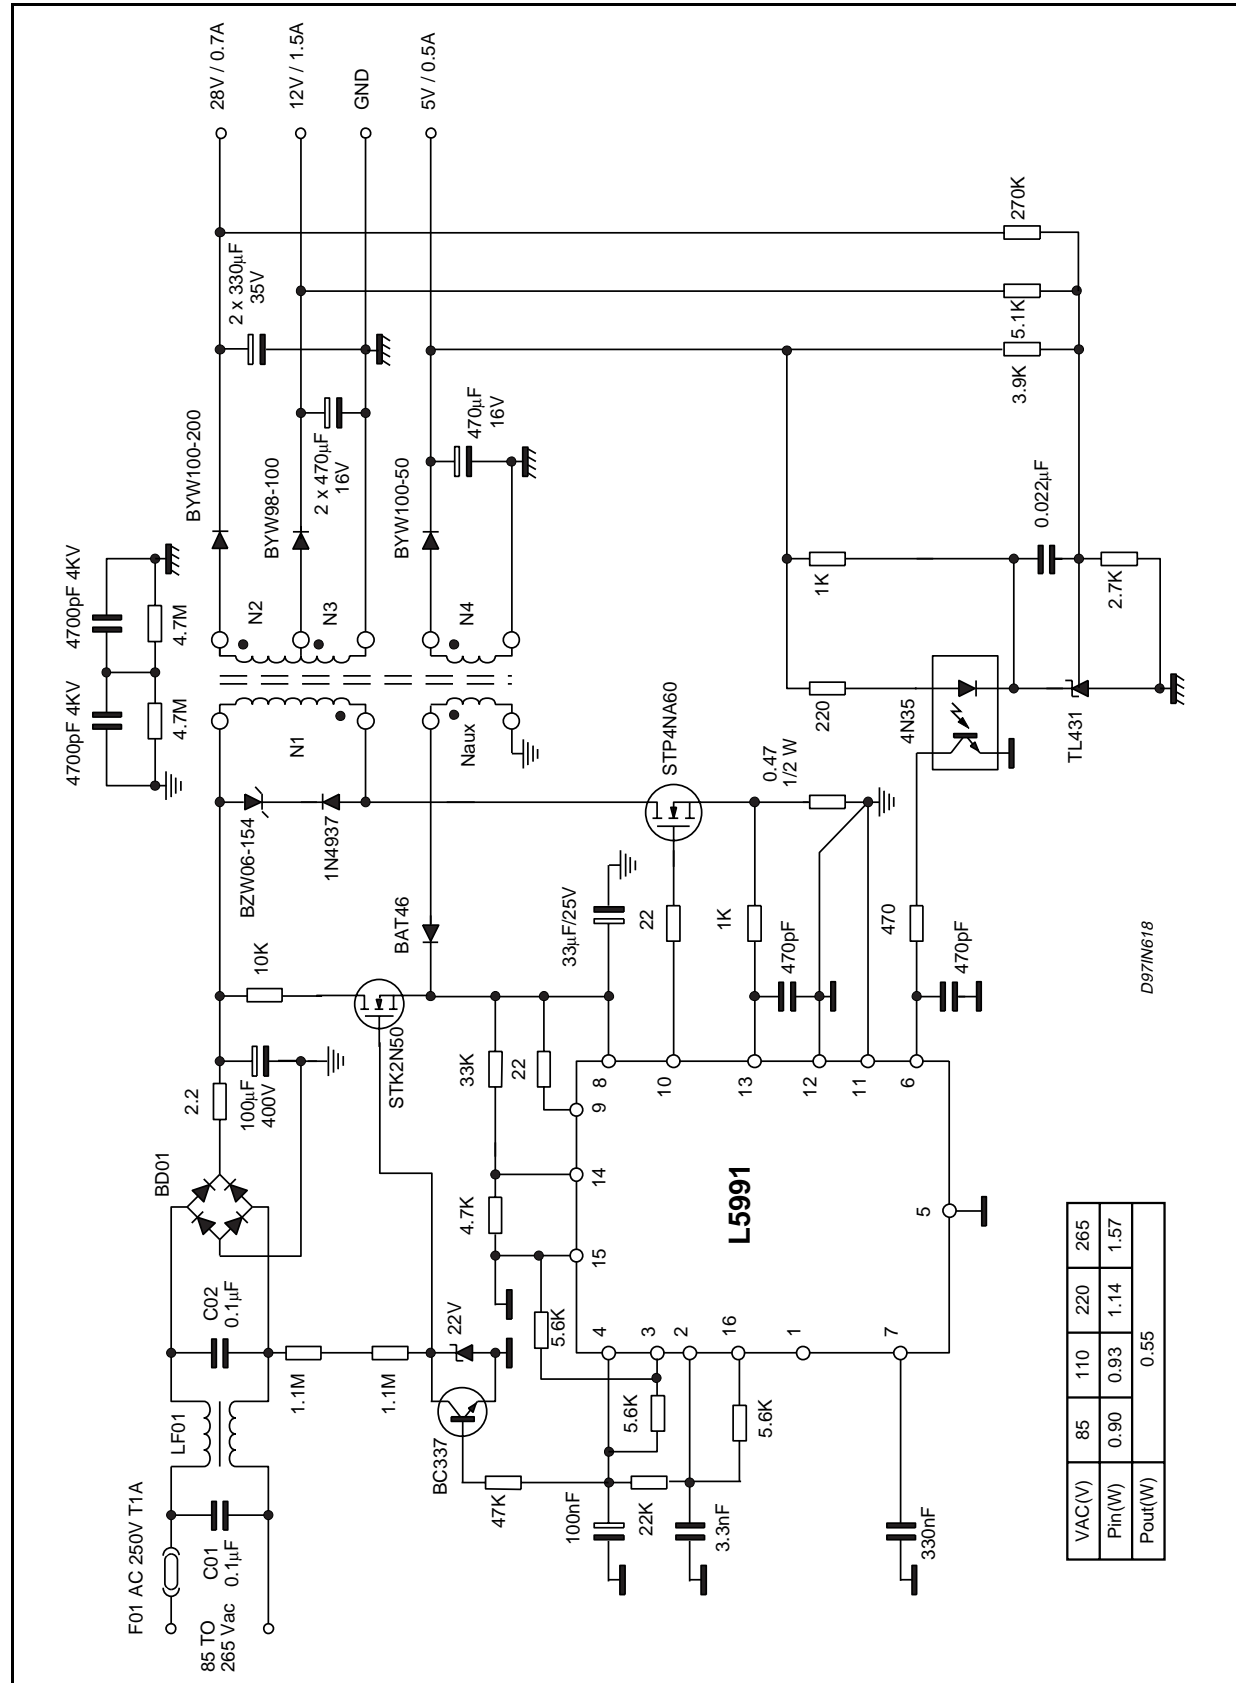 F01 AC 250V T1A
85 TO
265 Vac
C01
0.1µF
LF01
C02
0.1µF
BD01
2.2
100µF
400V
1.1M
1.1M
BC337
22V
47K
10K
STK2N50
BZW06-154
1N4937
BAT46
4700pF 4KV
4700pF 4KV
4.7M
4.7M
N1
Naux
N2
N3
N4
BYW100-200
BYW98-100
BYW100-50
2 x 330µF
35V
2 x 470µF
16V
470µF
16V
28V / 0.7A
12V / 1.5A
GND
5V / 0.5A
33K
22
4.7K
5.6K
33µF/25V
22
STP4NA60
0.47
1/2 W
1K
470pF
470
470pF
4N35
220
1K
TL431
0.022µF
2.7K
3.9K
5.1K
270K
100nF
22K
5.6K
3.3nF
5.6K
330nF
L5991
4
3
2
16
1
7
15
14
9
8
10
13
12
11
6
5
VAC(V) 85 110 220 265
Pin(W) 0.90 0.93 1.14 1.57
Pout(W) 0.55
D97IN618